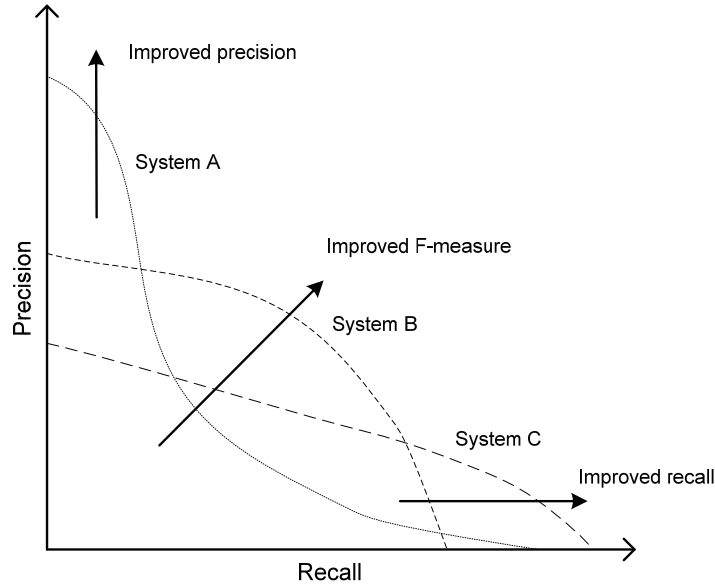 Improved precision
System A
Improved F-measure
System B
Precision
System C
Improved recall
Recall